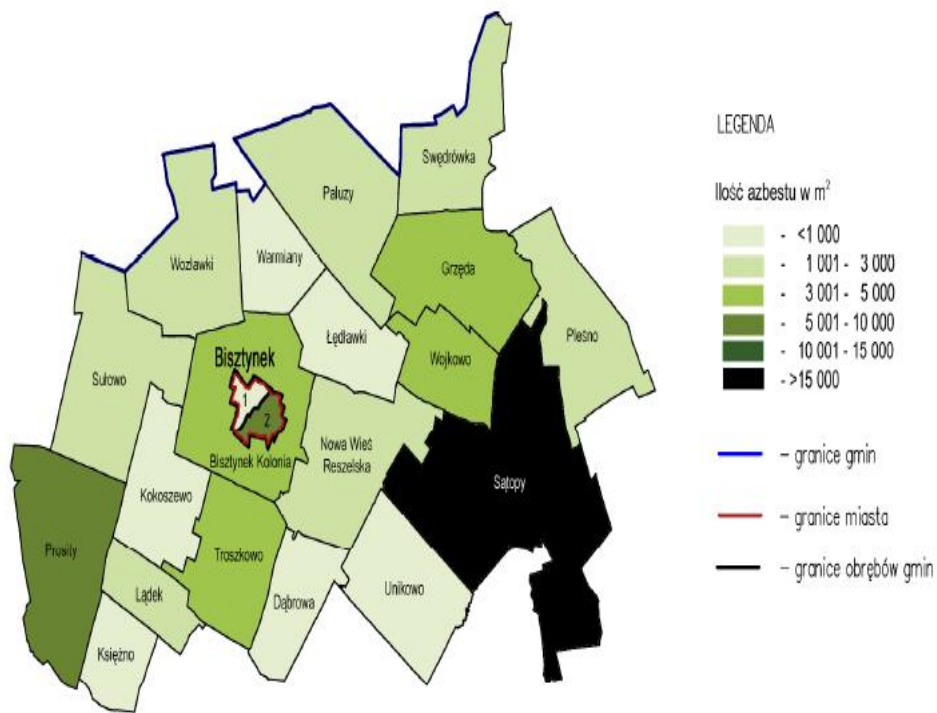 Swędrówka
Paluzy
Wozławki
Warmiany
Grzęda
Łędławki
Wojkowo
Pleśno
Sułowo
Bisztynek
1
2
Bisztynek Kolonia
Nowa Wieś
Reszelska
Sątopy
Kokoszewo
Prosity
Troszkowo
Lądek
Dąbrowa
Unikowo
Księżno
LEGENDA
Ilość azbestu w m²
- <1 000
- 1 001 - 3 000
- 3 001 - 5 000
- 5 001 - 10 000
- 10 001 - 15 000
- >15 000
- granice gmin
- granice miasta
- granice obrębów gmin